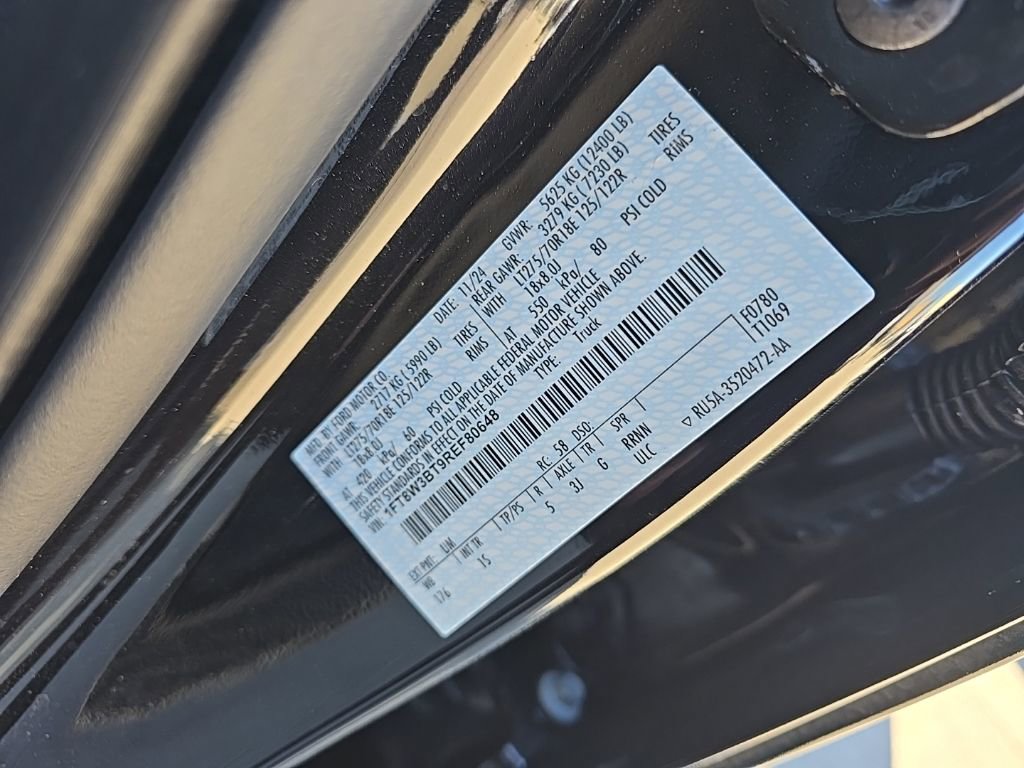 MFD. BY FORD MOTOR CO.
DATE: 11/24 GVWR: 5625 KG (12400 LB)
FRONT GAWR: 2717 KG (5990 LB) REAR GAWR: 3279 KG (7230 LB)
WITH LT275/70R18E 125/122R TIRES WITH LT275/70R18E 125/122R TIRES
18x8.0J RIMS 18x8.0J RIMS
AT 420 kPa/ 60 PSI COLD AT 550 kPa/ 80 PSI COLD
THIS VEHICLE CONFORMS TO ALL APPLICABLE FEDERAL MOTOR VEHICLE
SAFETY STANDARDS IN EFFECT ON THE DATE OF MANUFACTURE SHOWN ABOVE.
VIN: 1FT8W3BT9REF80648 TYPE: Truck
EXT PNT: UM RC: 58 DSO: F0780
WB INT TR TP/PS R AXLE TR SPR T1069
176 1S 5 3J G RRNN
ULC ▽ RU5A-3520472-AA